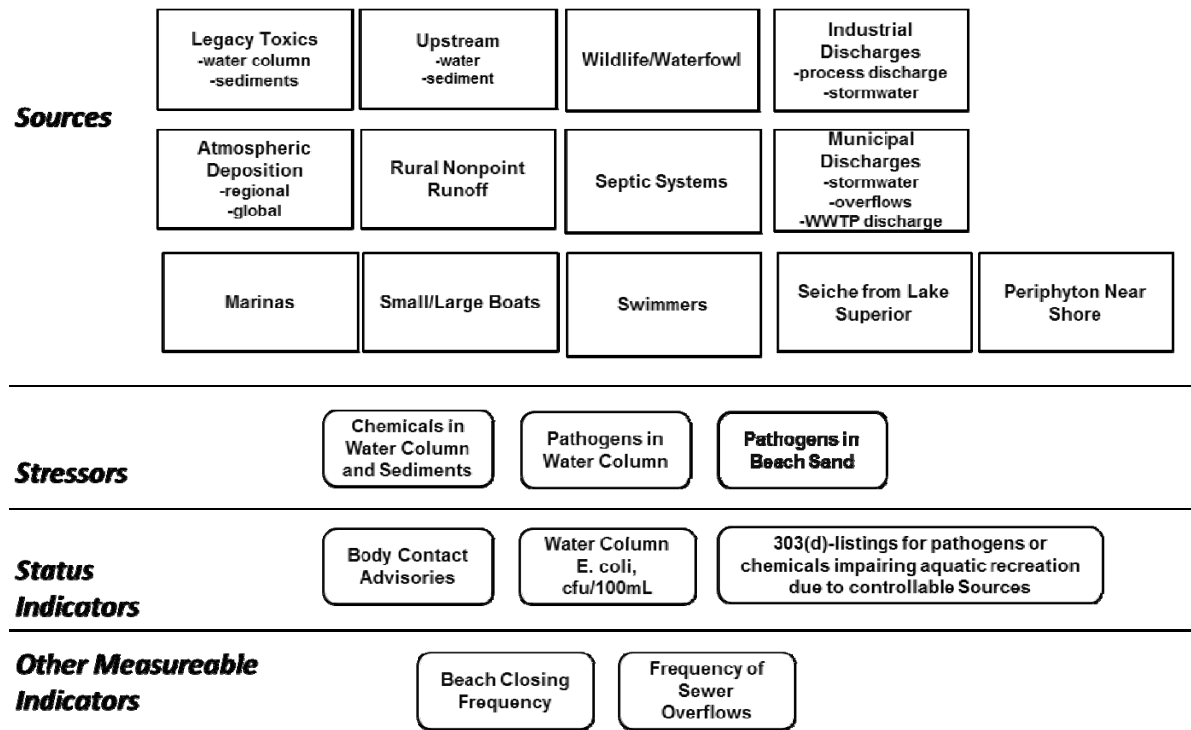 Sources
Legacy Toxics
-water column
-sediments
Upstream
-water
-sediment
Wildlife/Waterfowl
Industrial
Discharges
-process discharge
-stormwater
Atmospheric
Deposition
-regional
-global
Rural Nonpoint
Runoff
Septic Systems
Municipal
Discharges
-stormwater
-overflows
-WWTP discharge
Marinas
Small/Large Boats
Swimmers
Seiche from Lake
Superior
Periphyton Near
Shore
Stressors
Chemicals in
Water Column
and Sediments
Pathogens in
Water Column
Pathogens in
Beach Sand
Status
Indicators
Body Contact
Advisories
Water Column
E. coli,
cfu/100mL
303(d)-listings for pathogens or
chemicals impairing aquatic recreation
due to controllable Sources
Other Measureable
Indicators
Beach Closing
Frequency
Frequency of
Sewer
Overflows